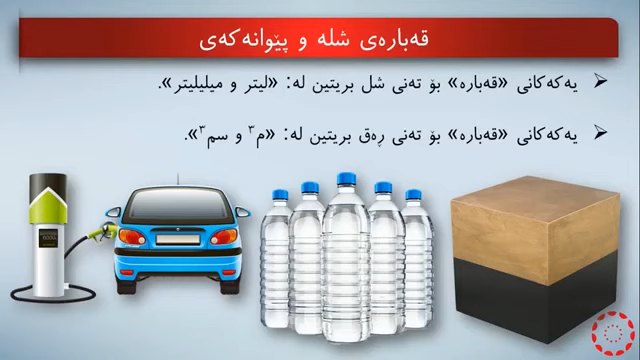 قەبارەی شلە و پێوانەکەی
یەکەکانی «قەبارە» بۆ تەنی شل بریتین لە: «لیتر و میلیلیتر».
یەکەکانی «قەبارە» بۆ تەنی ڕەق بریتین لە: «م³ و سم³».